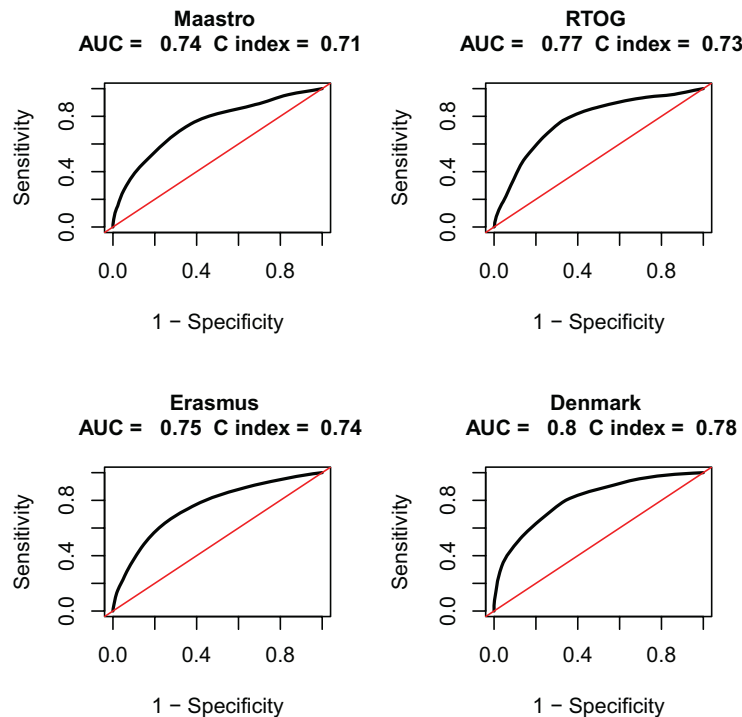 Maastro
AUC = 0.74 C index = 0.71
Sensitivity
0.0 0.4 0.8
0.0 0.4 0.8
1 − Specificity
RTOG
AUC = 0.77 C index = 0.73
Sensitivity
0.0 0.4 0.8
0.0 0.4 0.8
1 − Specificity
Erasmus
AUC = 0.75 C index = 0.74
Sensitivity
0.0 0.4 0.8
0.0 0.4 0.8
1 − Specificity
Denmark
AUC = 0.8 C index = 0.78
Sensitivity
0.0 0.4 0.8
0.0 0.4 0.8
1 − Specificity